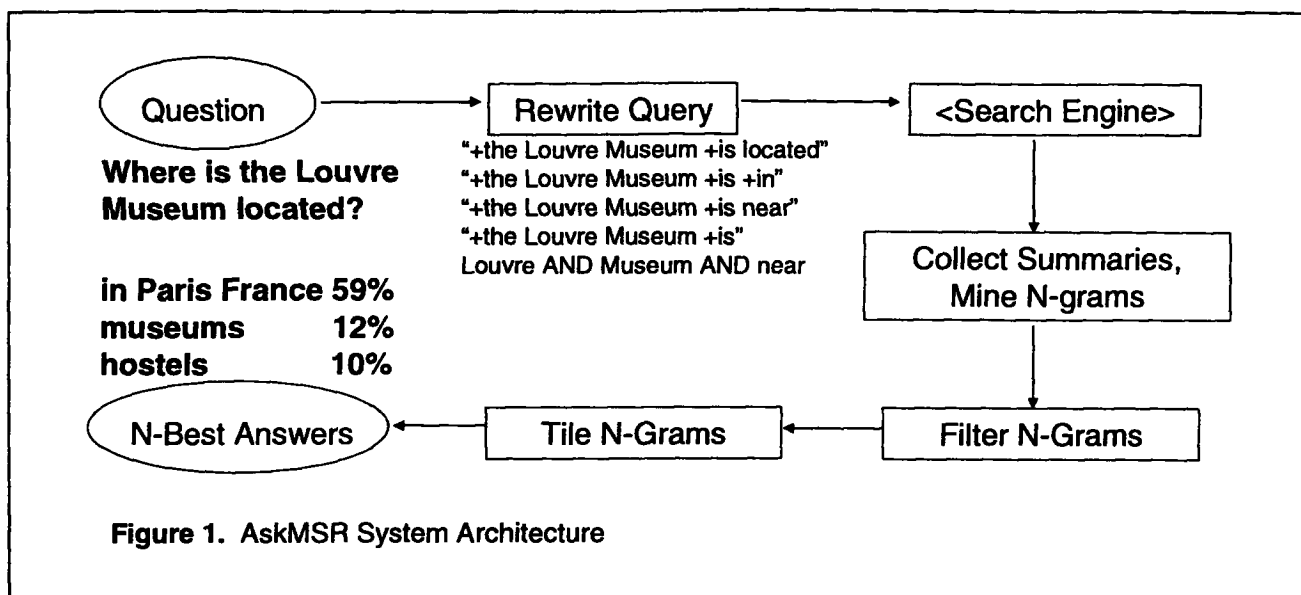 Question
Rewrite Query
<Search Engine>
Where is the Louvre
Museum located?
"+the Louvre Museum +is located"
"+the Louvre Museum +is +in"
"+the Louvre Museum +is near"
"+the Louvre Museum +is"
Louvre AND Museum AND near
Collect Summaries,
Mine N-grams
in Paris France 59%
museums 12%
hostels 10%
N-Best Answers
Tile N-Grams
Filter N-Grams
Figure 1. AskMSR System Architecture